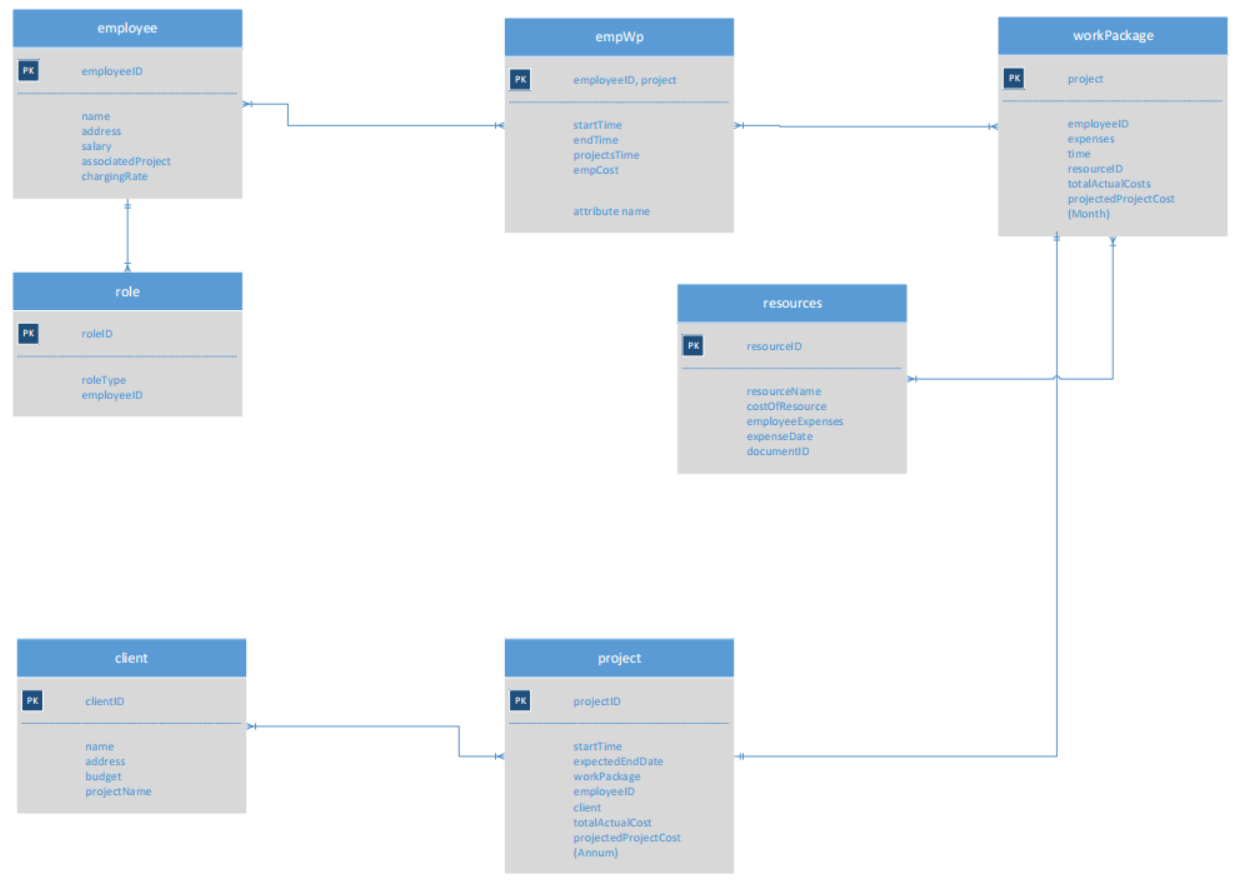 employee
PK employeeID
name
address
salary
associatedProject
chargingRate
empWp
PK employeeID, project
startTime
endTime
projectsTime
empCost
attribute name
workPackage
PK project
employeeID
expenses
time
resourceID
totalActualCosts
projectedProjectCost
(Month)
role
PK roleID
roleType
employeeID
resources
PK resourceID
resourceName
costOfResource
employeeExpenses
expenseDate
documentID
client
PK clientID
name
address
budget
projectName
project
PK projectID
startTime
expectedEndDate
workPackage
employeeID
client
totalActualCost
projectedProjectCost
(Annum)